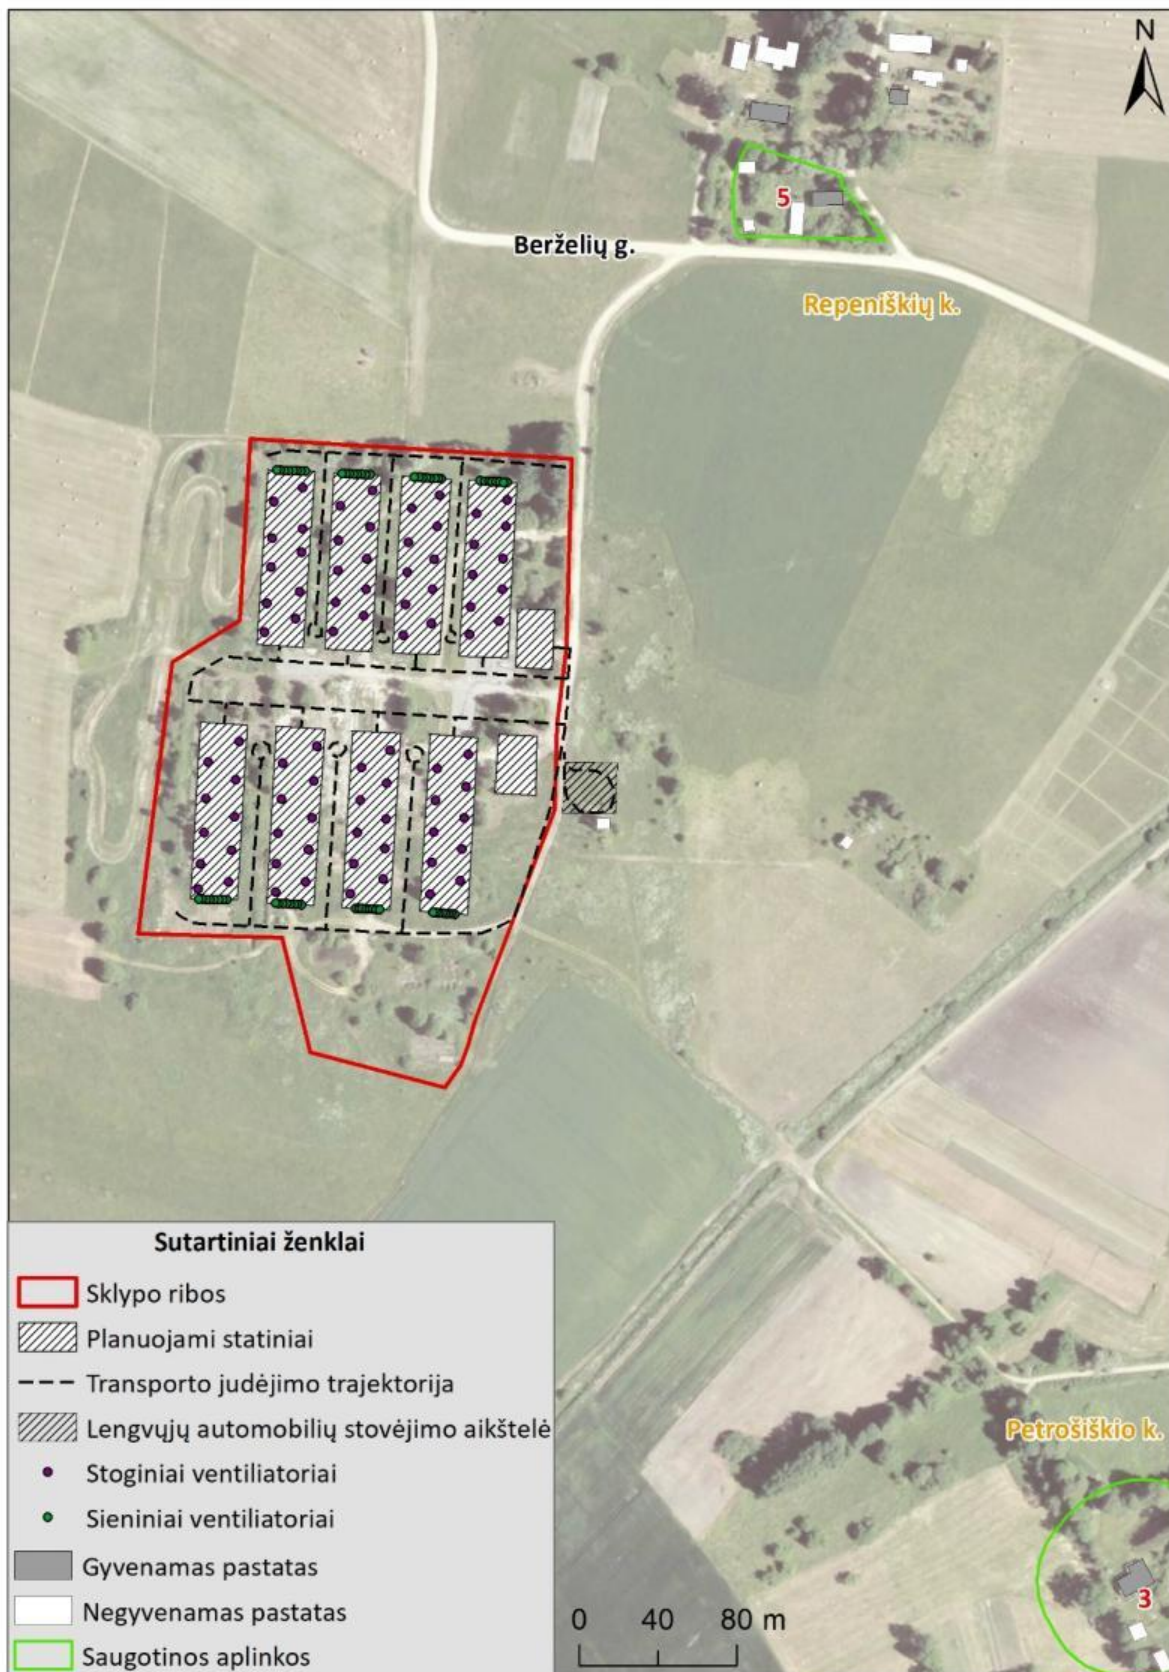 N
5
Berželių g.
Repeniškių k.
Sutartiniai ženklai
Sklypo ribos
Planuojami statiniai
Transporto judėjimo trajektorija
Lengvųjų automobilių stovėjimo aikštelė
Stoginiai ventiliatoriai
Sieniniai ventiliatoriai
Gyvenamas pastatas
Negyvenamas pastatas
Saugotinos aplinkos
Petrošiškio k.
3
0 40 80 m